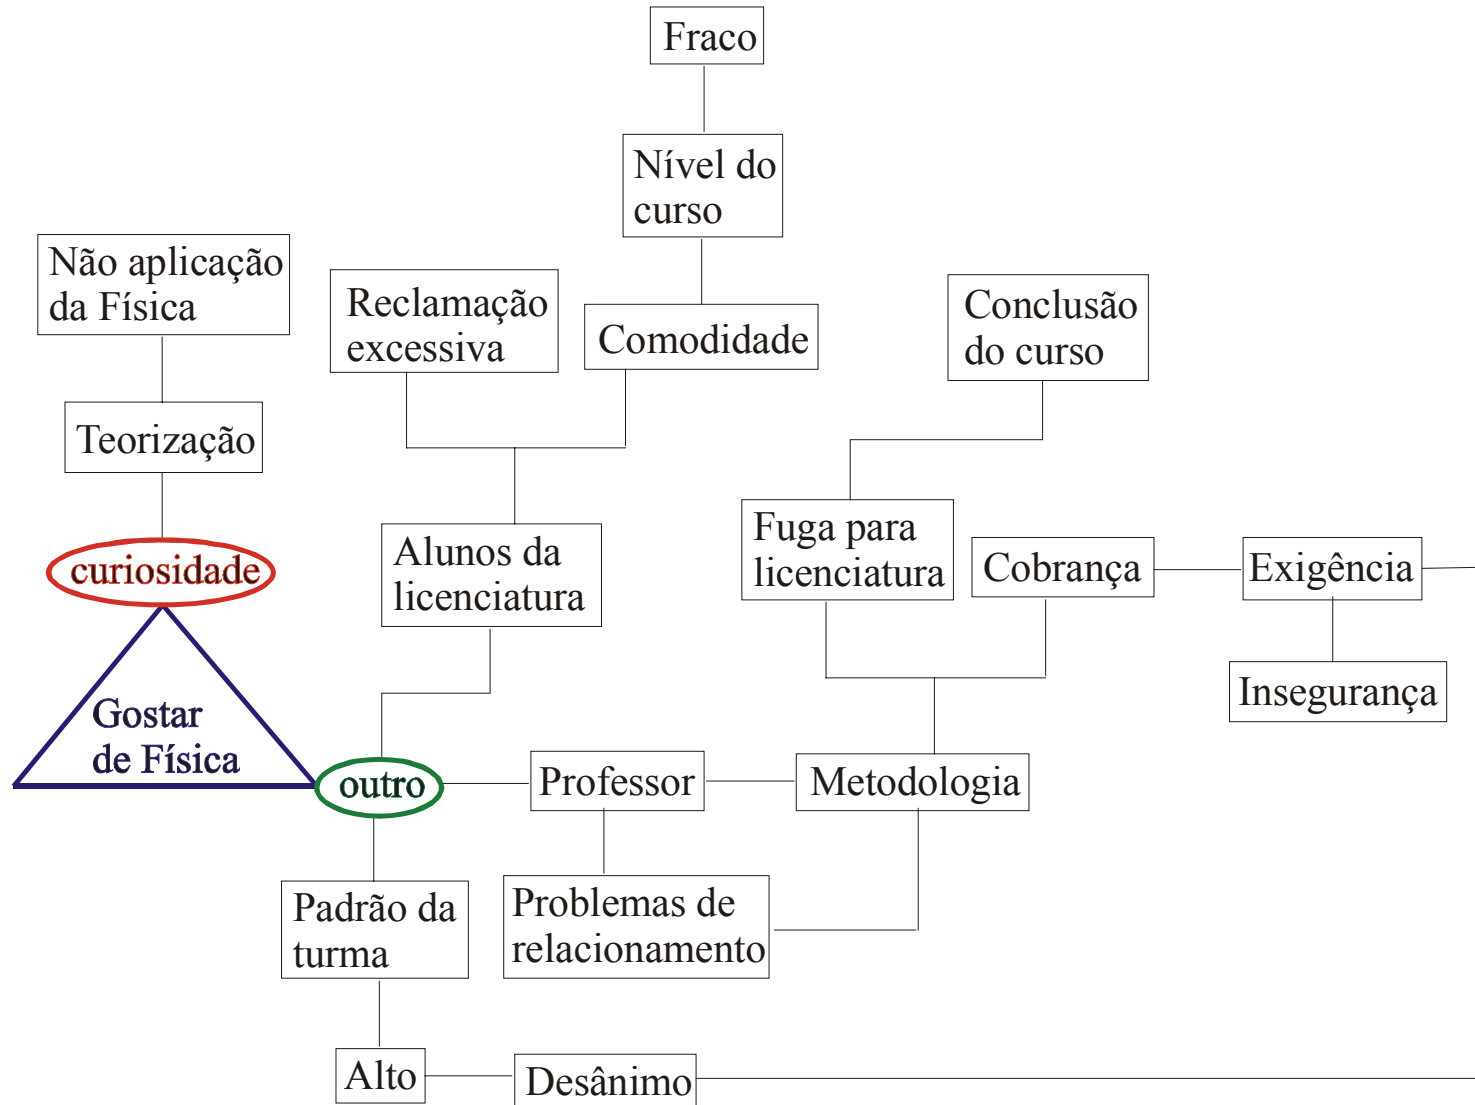 Fraco
Nível do
curso
Não aplicação
da Física
Reclamação
excessiva
Comodidade
Conclusão
do curso
Teorização
curiosidade
Alunos da
licenciatura
Fuga para
licenciatura
Cobrança
Exigência
Insegurança
Gostar
de Física
outro
Professor
Metodologia
Padrão da
turma
Problemas de
relacionamento
Alto
Desânimo